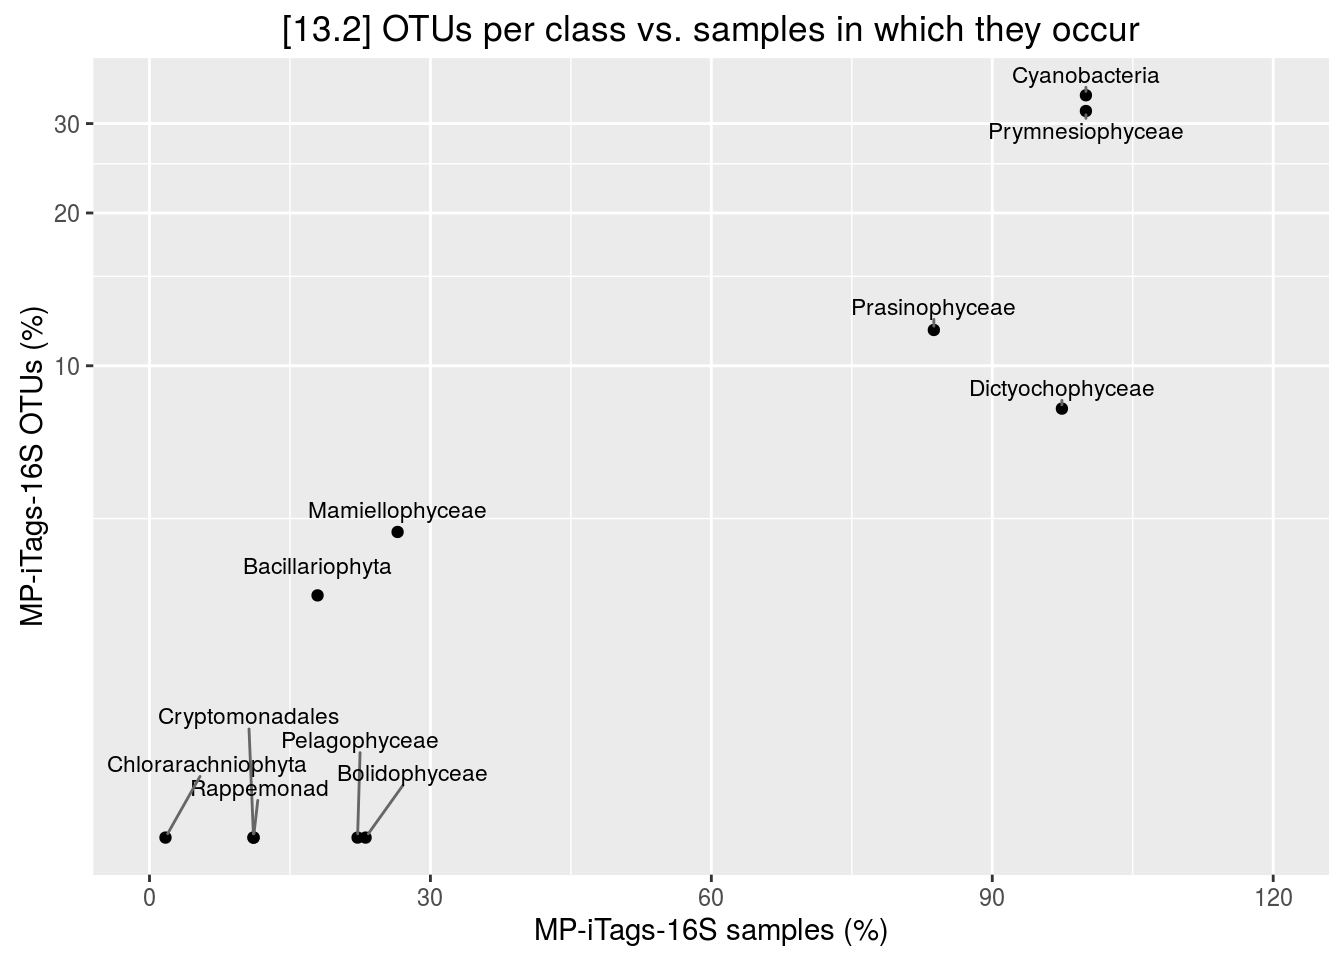 [13.2] OTUs per class vs. samples in which they occur
Cyanobacteria
30
Prymnesiophyceae
20
Prasinophyceae
10
Dictyochophyceae
MP-iTags-16S OTUs (%)
Mamiellophyceae
Bacillariophyta
Cryptomonadales
Pelagophyceae
Chlorarachniophyta
Bolidophyceae
Rappemonad
0 30 60 90 120
MP-iTags-16S samples (%)